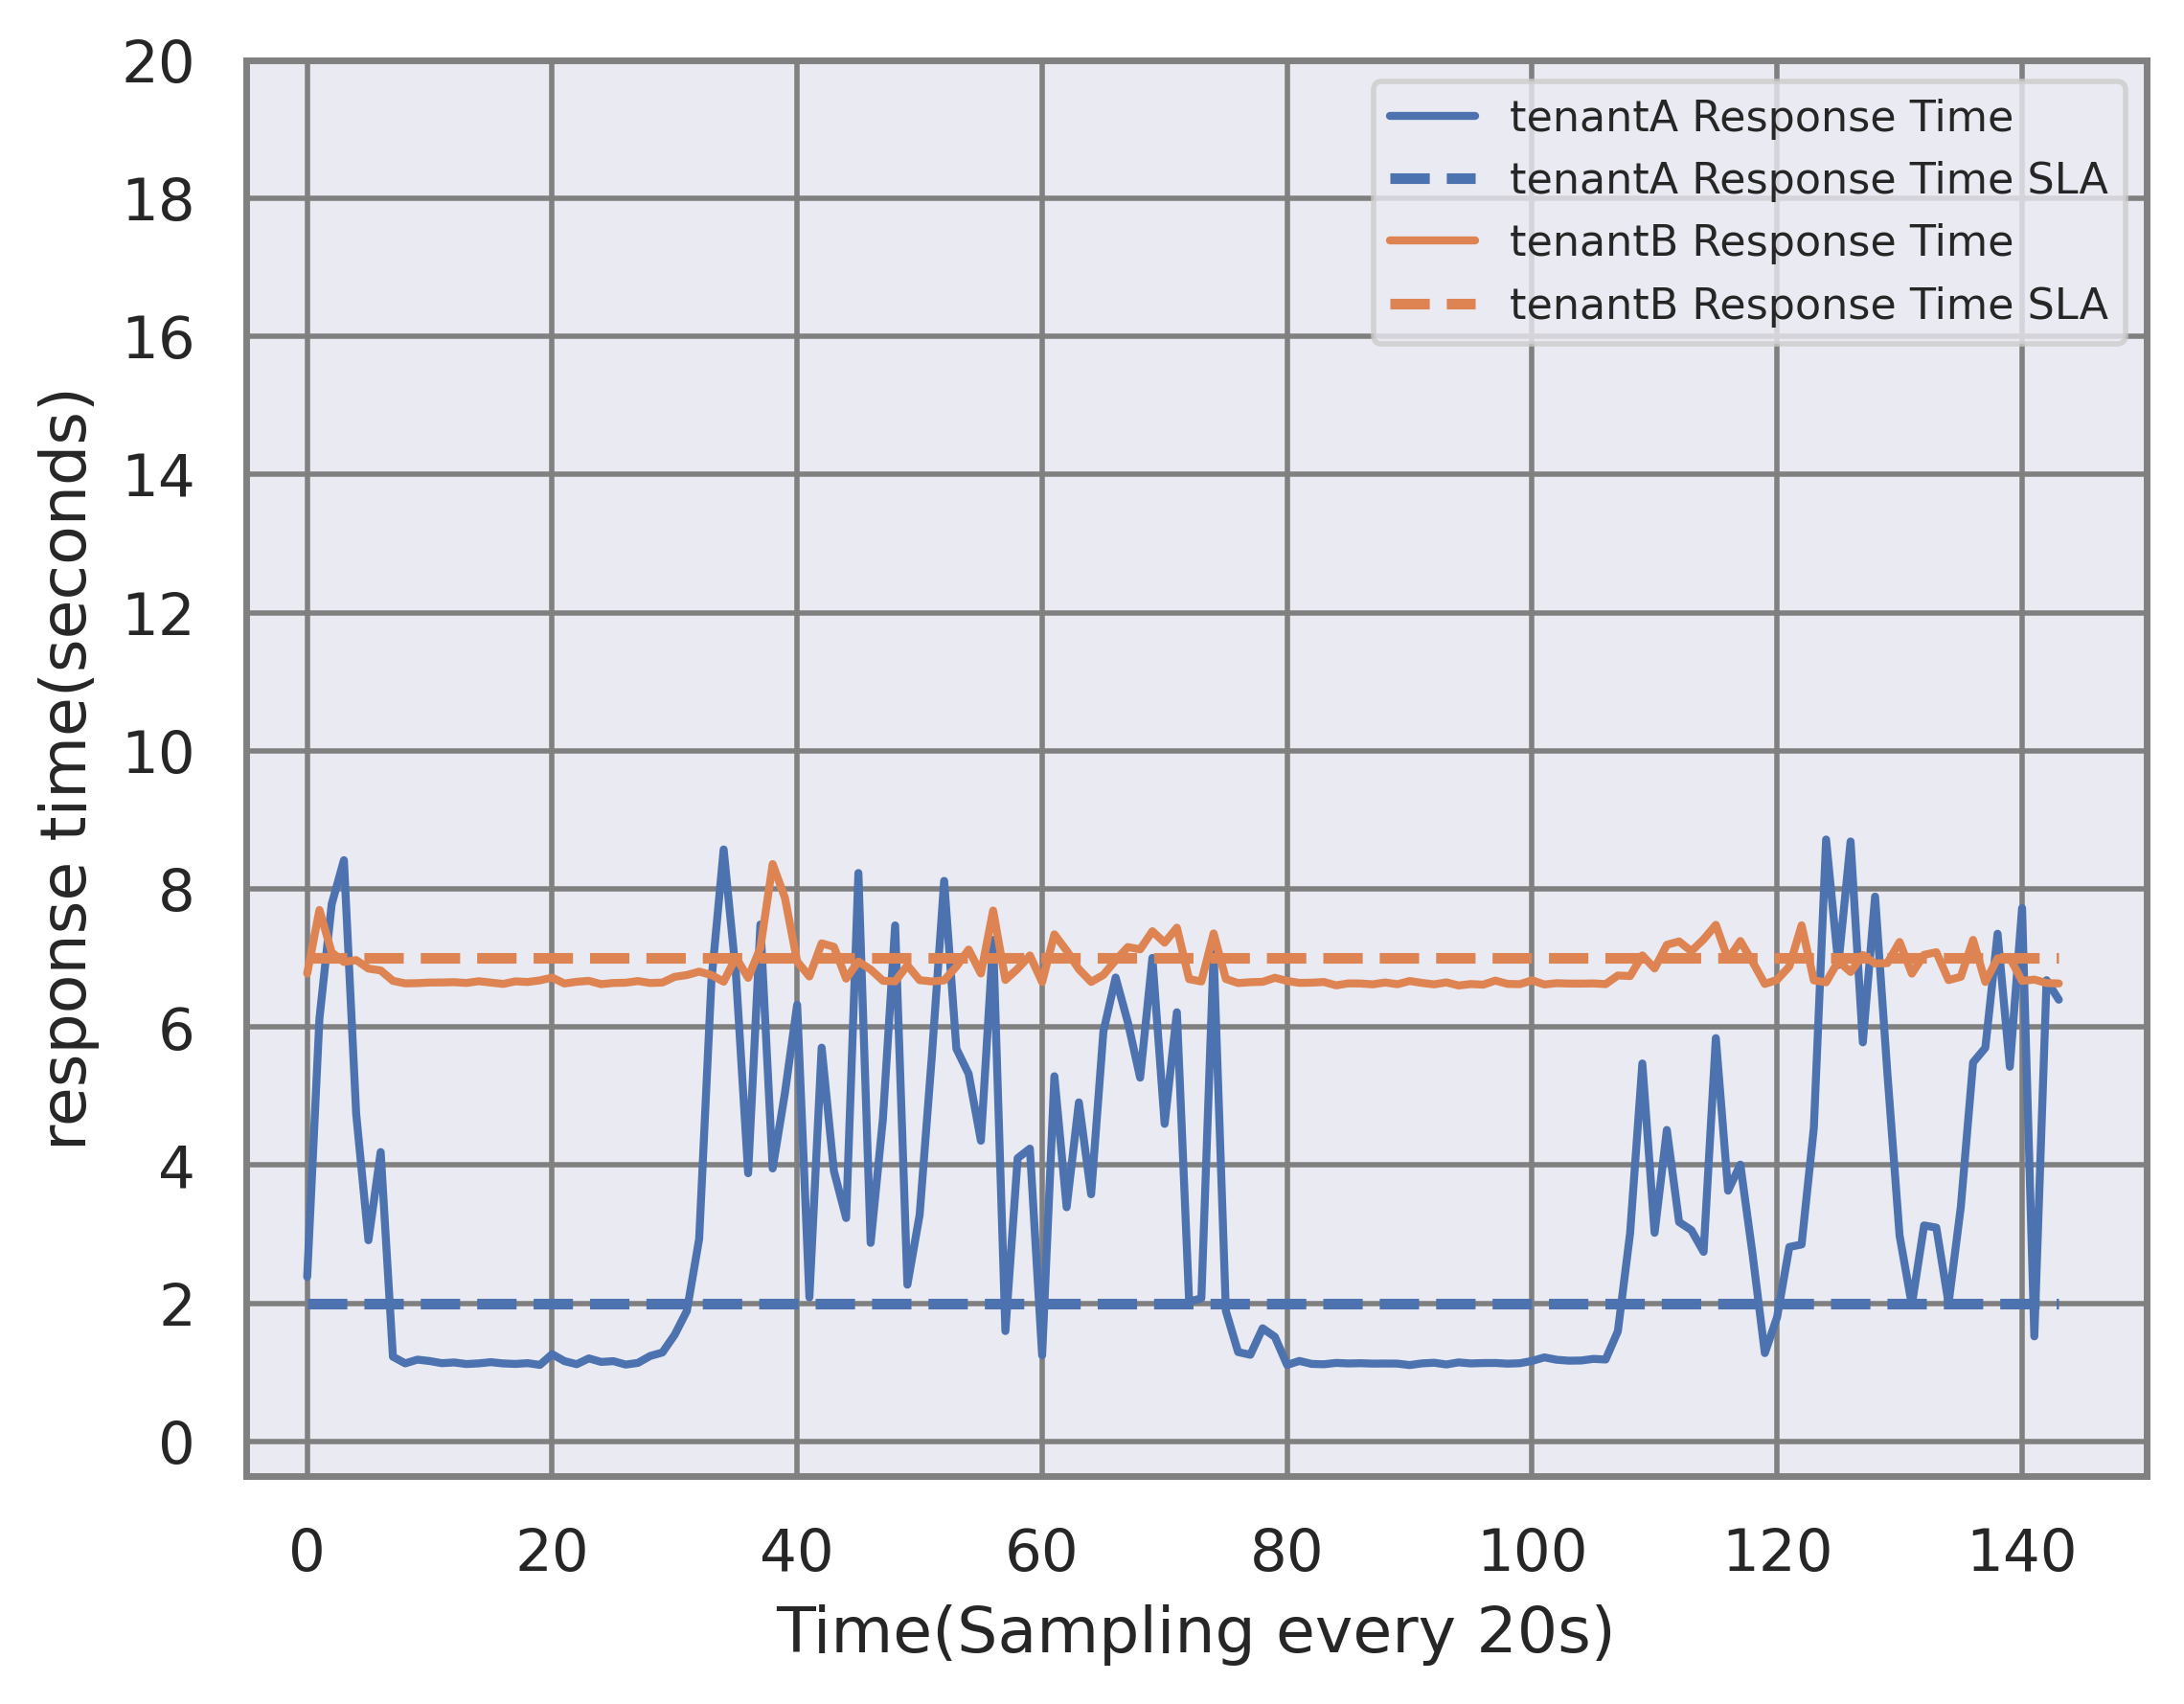 20
18
16
14
12
10
8
6
4
2
0
response time(seconds)
tenantA Response Time
tenantA Response Time SLA
tenantB Response Time
tenantB Response Time SLA
0 20 40 60 80 100 120 140
Time(Sampling every 20s)